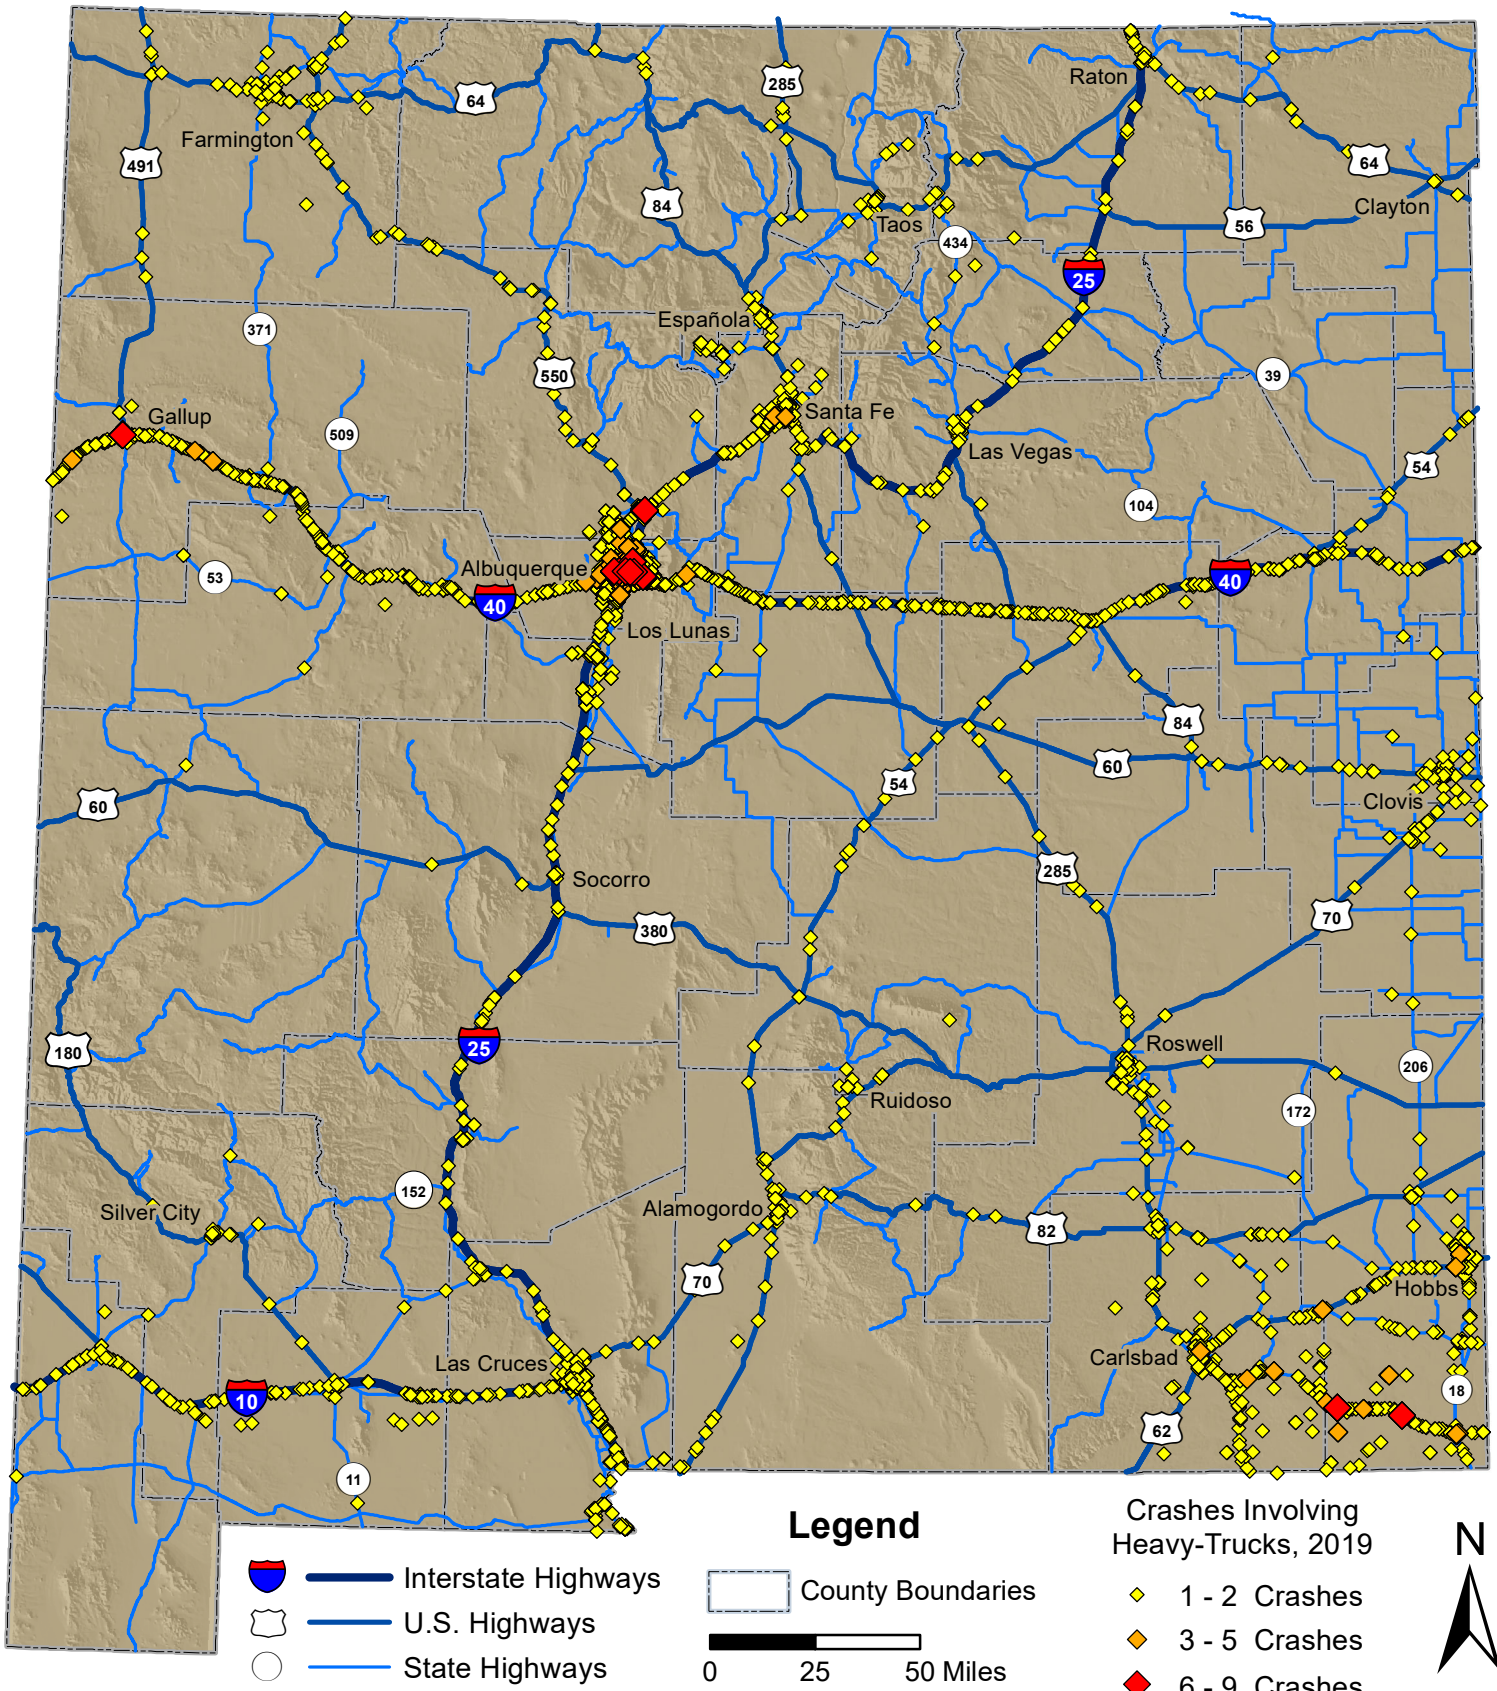 285
Raton
64
Farmington
491
64
84
Clayton
Taos
56
434
25
371
Española
550
39
Gallup
Santa Fe
509
Las Vegas
54
104
Albuquerque
53
40
40
Los Lunas
84
60
54
60
Clovis
285
Socorro
70
380
180
25
Roswell
206
Ruidoso
172
152
Silver City
Alamogordo
82
70
Hobbs
Carlsbad
Las Cruces
10
18
62
11
Legend
Interstate Highways
U.S. Highways
State Highways
County Boundaries
0 25 50 Miles
Crashes Involving
Heavy-Trucks, 2019
1 - 2 Crashes
3 - 5 Crashes
6 - 9 Crashes
N